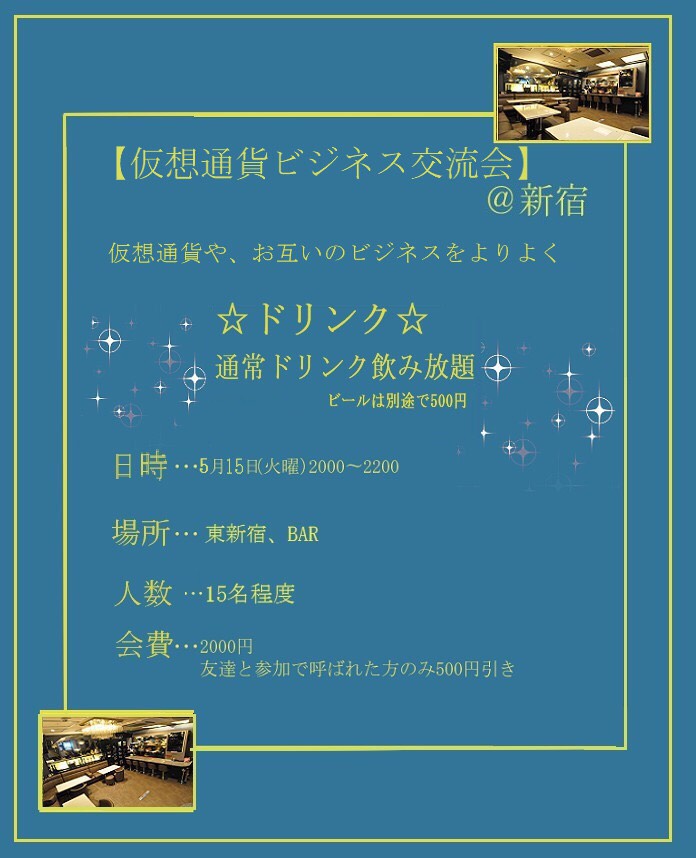 【仮想通貨ビジネス交流会】
＠新宿
仮想通貨や、お互いのビジネスをよりよく
☆ドリンク☆
通常ドリンク飲み放題
ビールは別途で500円
日時…5月15日(火曜)2000～2200
場所…東新宿、BAR
人数…15名程度
会費…2000円
友達と参加で呼ばれた方のみ500円引き